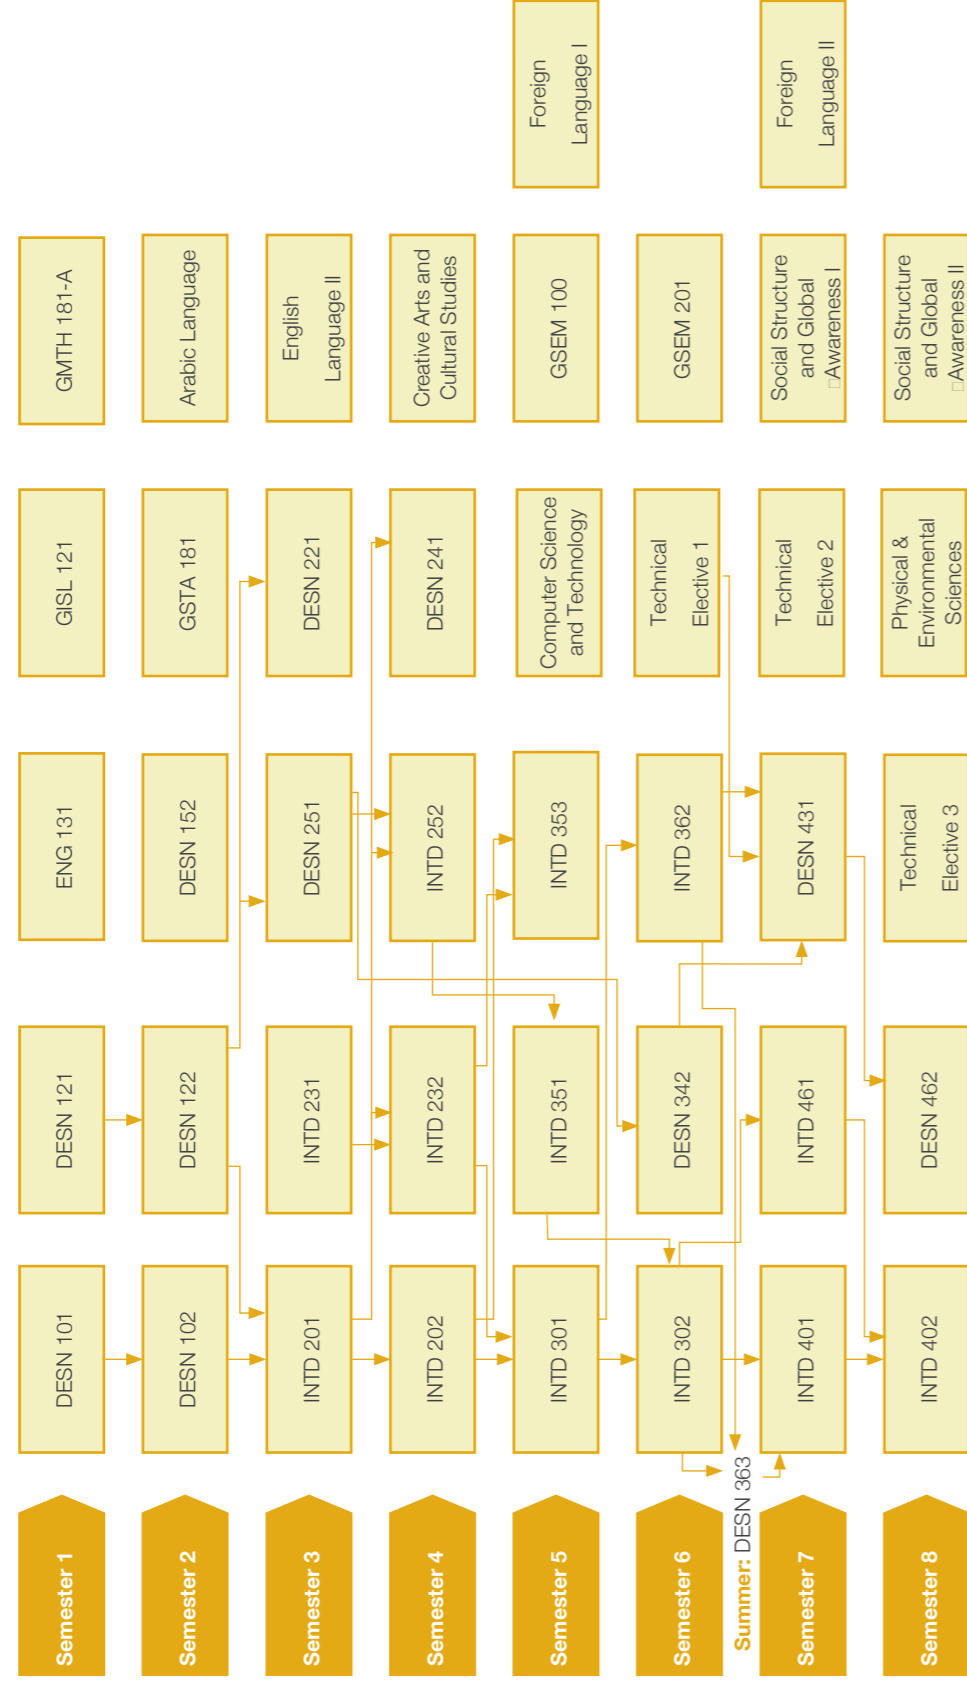 Semester 1
DESN 101
DESN 121
ENG 131
GISL 121
GMTH 181-A
Semester 2
DESN 102
DESN 122
DESN 152
GSTA 181
Arabic Language
Semester 3
INTD 201
INTD 231
DESN 251
DESN 221
English
Language II
Semester 4
INTD 202
INTD 232
INTD 252
DESN 241
Creative Arts and
Cultural Studies
Semester 5
INTD 301
INTD 351
INTD 353
Computer Science
and Technology
GSEM 100
Foreign
Language I
Semester 6
INTD 302
DESN 342
INTD 362
Technical
Elective 1
GSEM 201
Summer: DESN 363
Semester 7
INTD 401
INTD 461
DESN 431
Technical
Elective 2
Social Structure
and Global
□Awareness I
Foreign
Language II
Semester 8
INTD 402
DESN 462
Technical
Elective 3
Physical &
Environmental
Sciences
Social Structure
and Global
□Awareness II